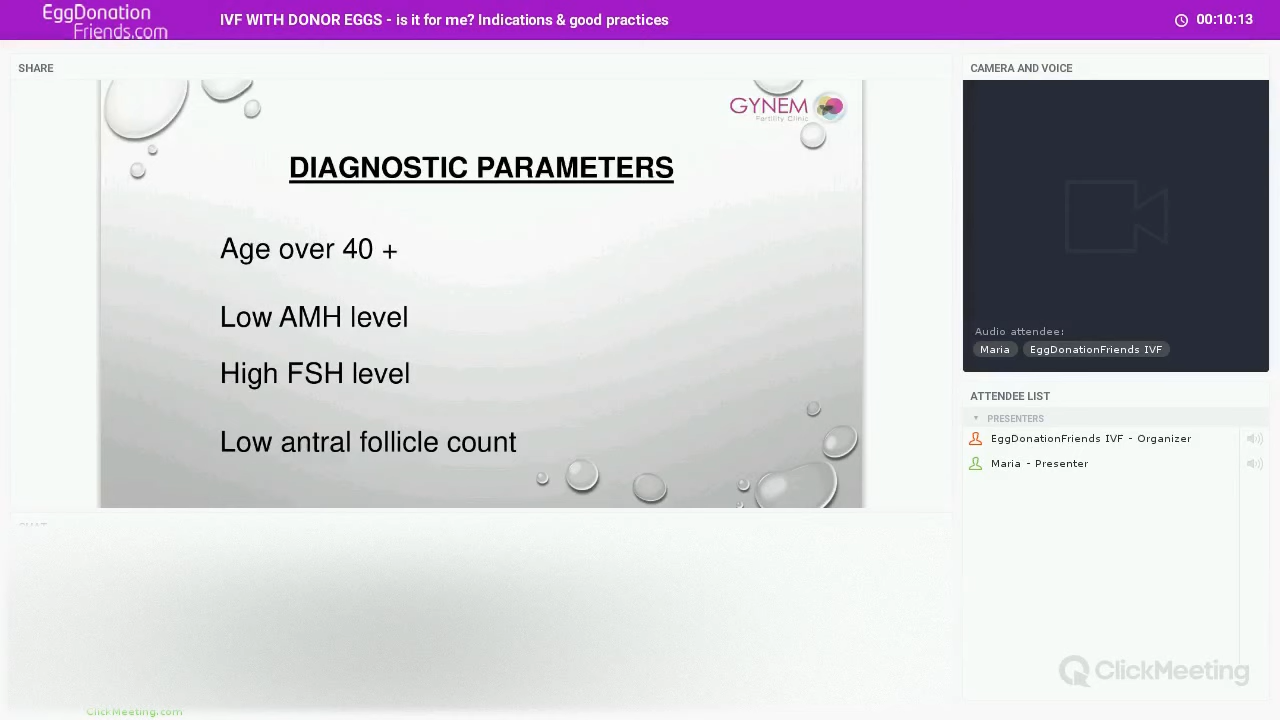 EggDonation
Friends.com
IVF WITH DONOR EGGS - is it for me? Indications & good practices
00:10:13
SHARE
GYNEM
Fertility Clinic
DIAGNOSTIC PARAMETERS
Age over 40 +
Low AMH level
High FSH level
Low antral follicle count
CAMERA AND VOICE
Audio attendee:
Maria
EggDonationFriends IVF
ATTENDEE LIST
PRESENTERS
EggDonationFriends IVF - Organizer
Maria - Presenter
CHAT
ClickMeeting
ClickMeeting.com